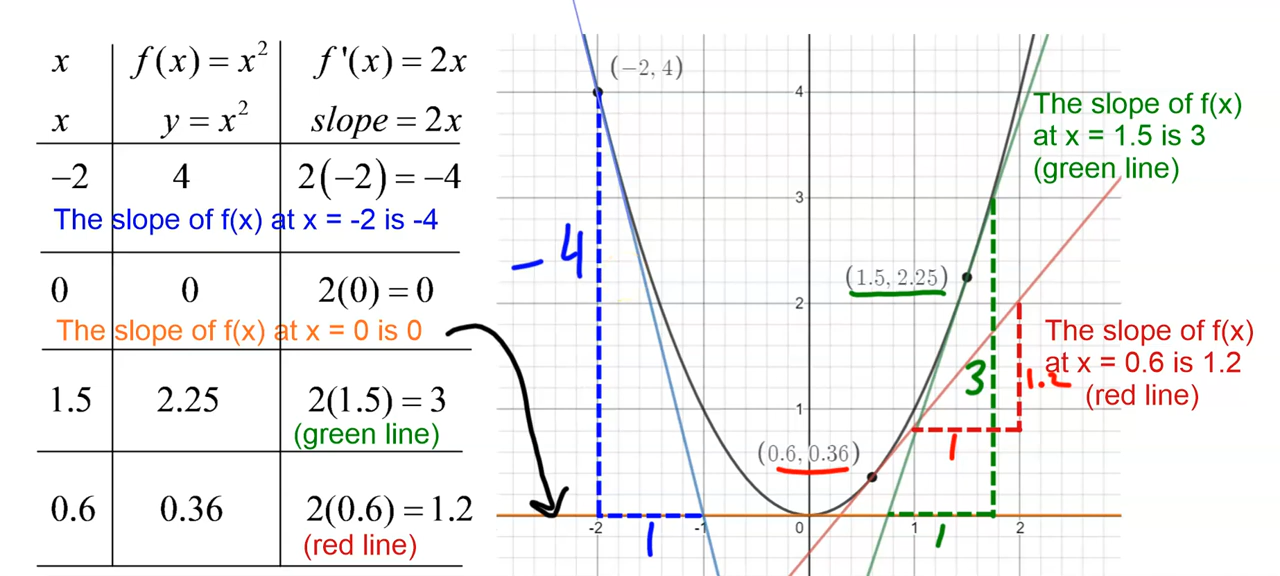 x f(x) = x² f'(x) = 2x
x y = x² slope = 2x
−2 4 2(−2) = −4
The slope of f(x) at x = -2 is -4
0 0 2(0) = 0
The slope of f(x) at x = 0 is 0
1.5 2.25 2(1.5) = 3
(green line)
0.6 0.36 2(0.6) = 1.2
(red line)
(−2, 4)
4
3
2
1
-2 -1 0 1 2
− 4
1
(1.5, 2.25)
(0.6, 0.36)
3
1
1.2
1
The slope of f(x)
at x = 1.5 is 3
(green line)
The slope of f(x)
at x = 0.6 is 1.2
(red line)